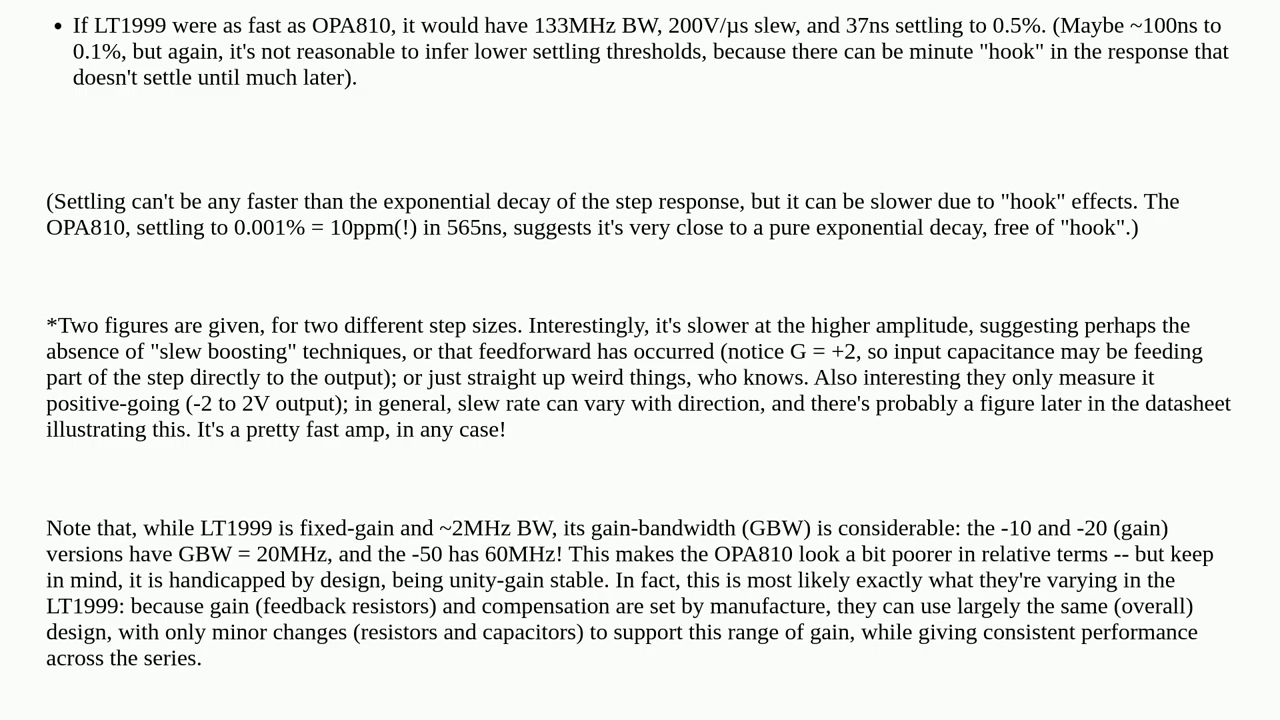 • If LT1999 were as fast as OPA810, it would have 133MHz BW, 200V/µs slew, and 37ns settling to 0.5%. (Maybe ~100ns to
0.1%, but again, it's not reasonable to infer lower settling thresholds, because there can be minute "hook" in the response that
doesn't settle until much later).
(Settling can't be any faster than the exponential decay of the step response, but it can be slower due to "hook" effects. The
OPA810, settling to 0.001% = 10ppm(!) in 565ns, suggests it's very close to a pure exponential decay, free of "hook".)
*Two figures are given, for two different step sizes. Interestingly, it's slower at the higher amplitude, suggesting perhaps the
absence of "slew boosting" techniques, or that feedforward has occurred (notice G = +2, so input capacitance may be feeding
part of the step directly to the output); or just straight up weird things, who knows. Also interesting they only measure it
positive-going (-2 to 2V output); in general, slew rate can vary with direction, and there's probably a figure later in the datasheet
illustrating this. It's a pretty fast amp, in any case!
Note that, while LT1999 is fixed-gain and ~2MHz BW, its gain-bandwidth (GBW) is considerable: the -10 and -20 (gain)
versions have GBW = 20MHz, and the -50 has 60MHz! This makes the OPA810 look a bit poorer in relative terms -- but keep
in mind, it is handicapped by design, being unity-gain stable. In fact, this is most likely exactly what they're varying in the
LT1999: because gain (feedback resistors) and compensation are set by manufacture, they can use largely the same (overall)
design, with only minor changes (resistors and capacitors) to support this range of gain, while giving consistent performance
across the series.